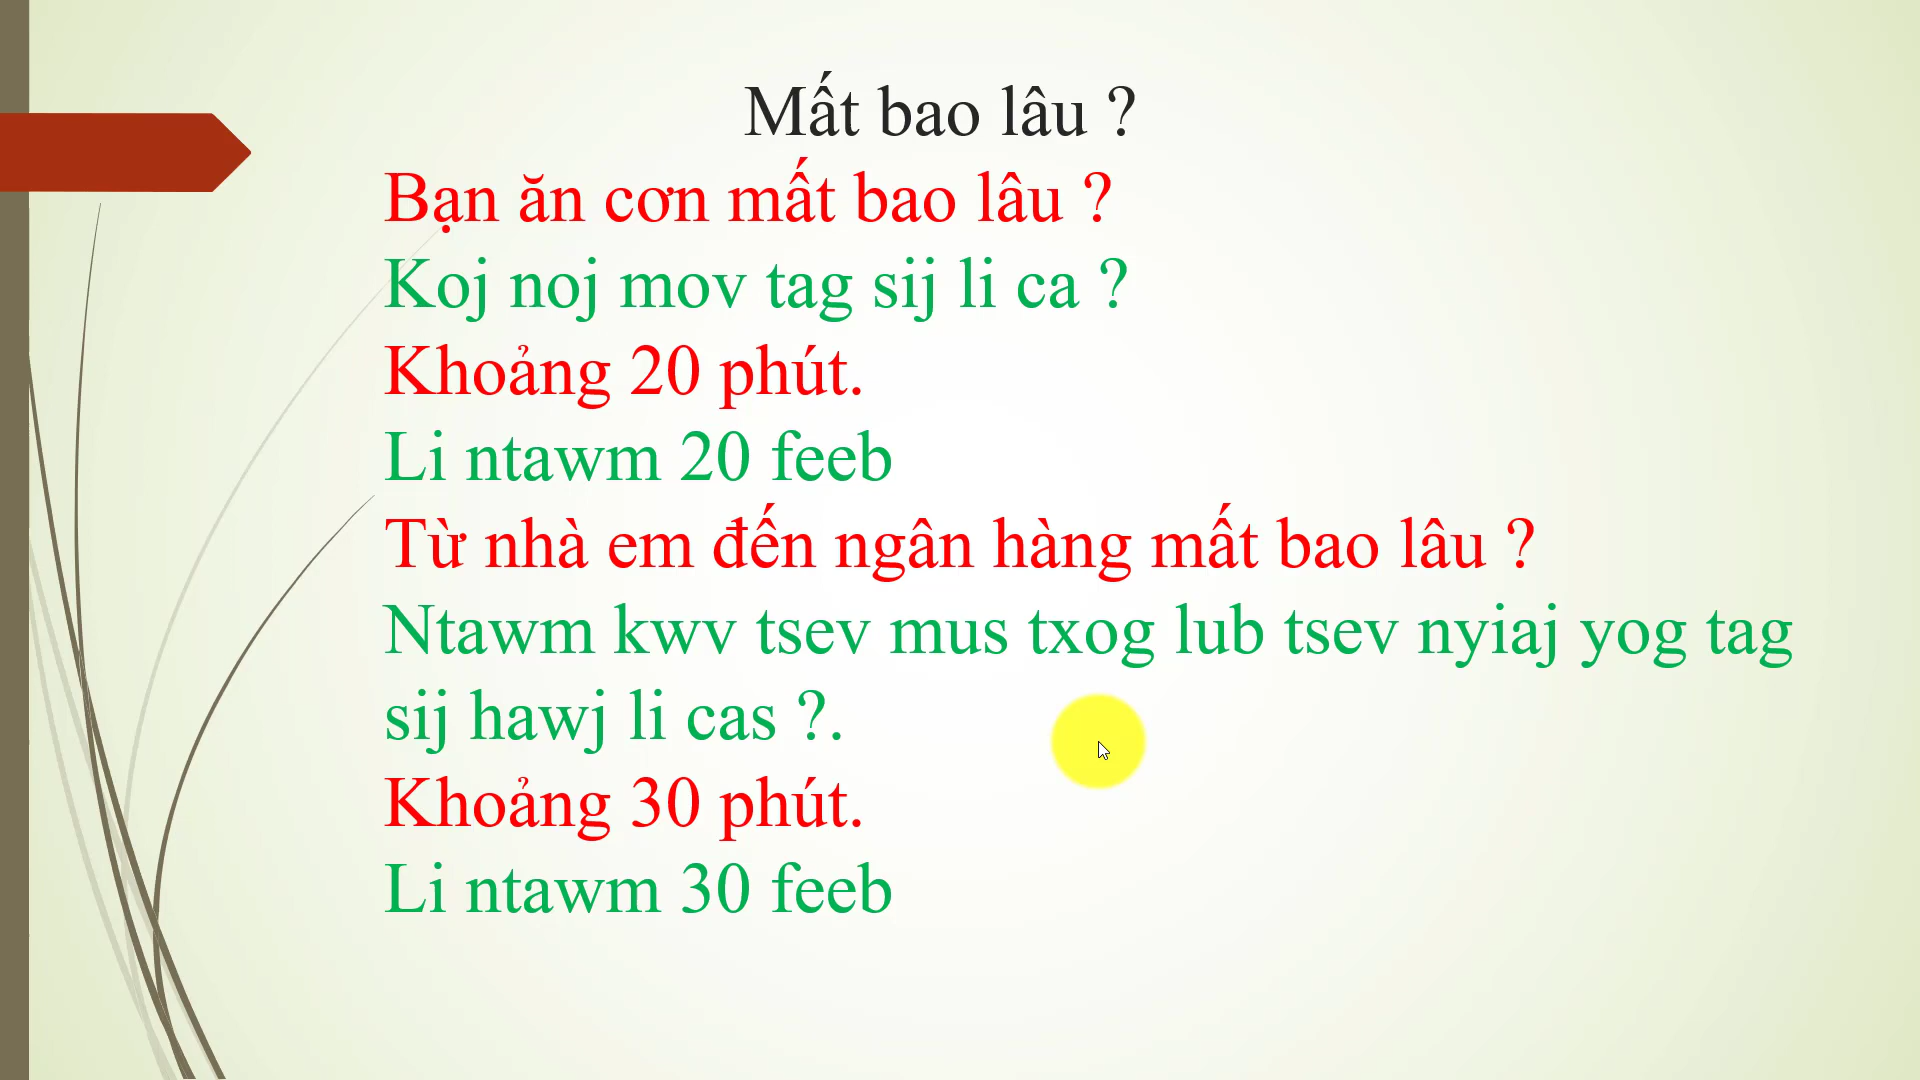 Mất bao lâu ?
Bạn ăn cơn mất bao lâu ?
Koj noj mov tag sij li ca ?
Khoảng 20 phút.
Li ntawm 20 feeb
Từ nhà em đến ngân hàng mất bao lâu ?
Ntawm kwv tsev mus txog lub tsev nyiaj yog tag
sij hawj li cas ?.
Khoảng 30 phút.
Li ntawm 30 feeb